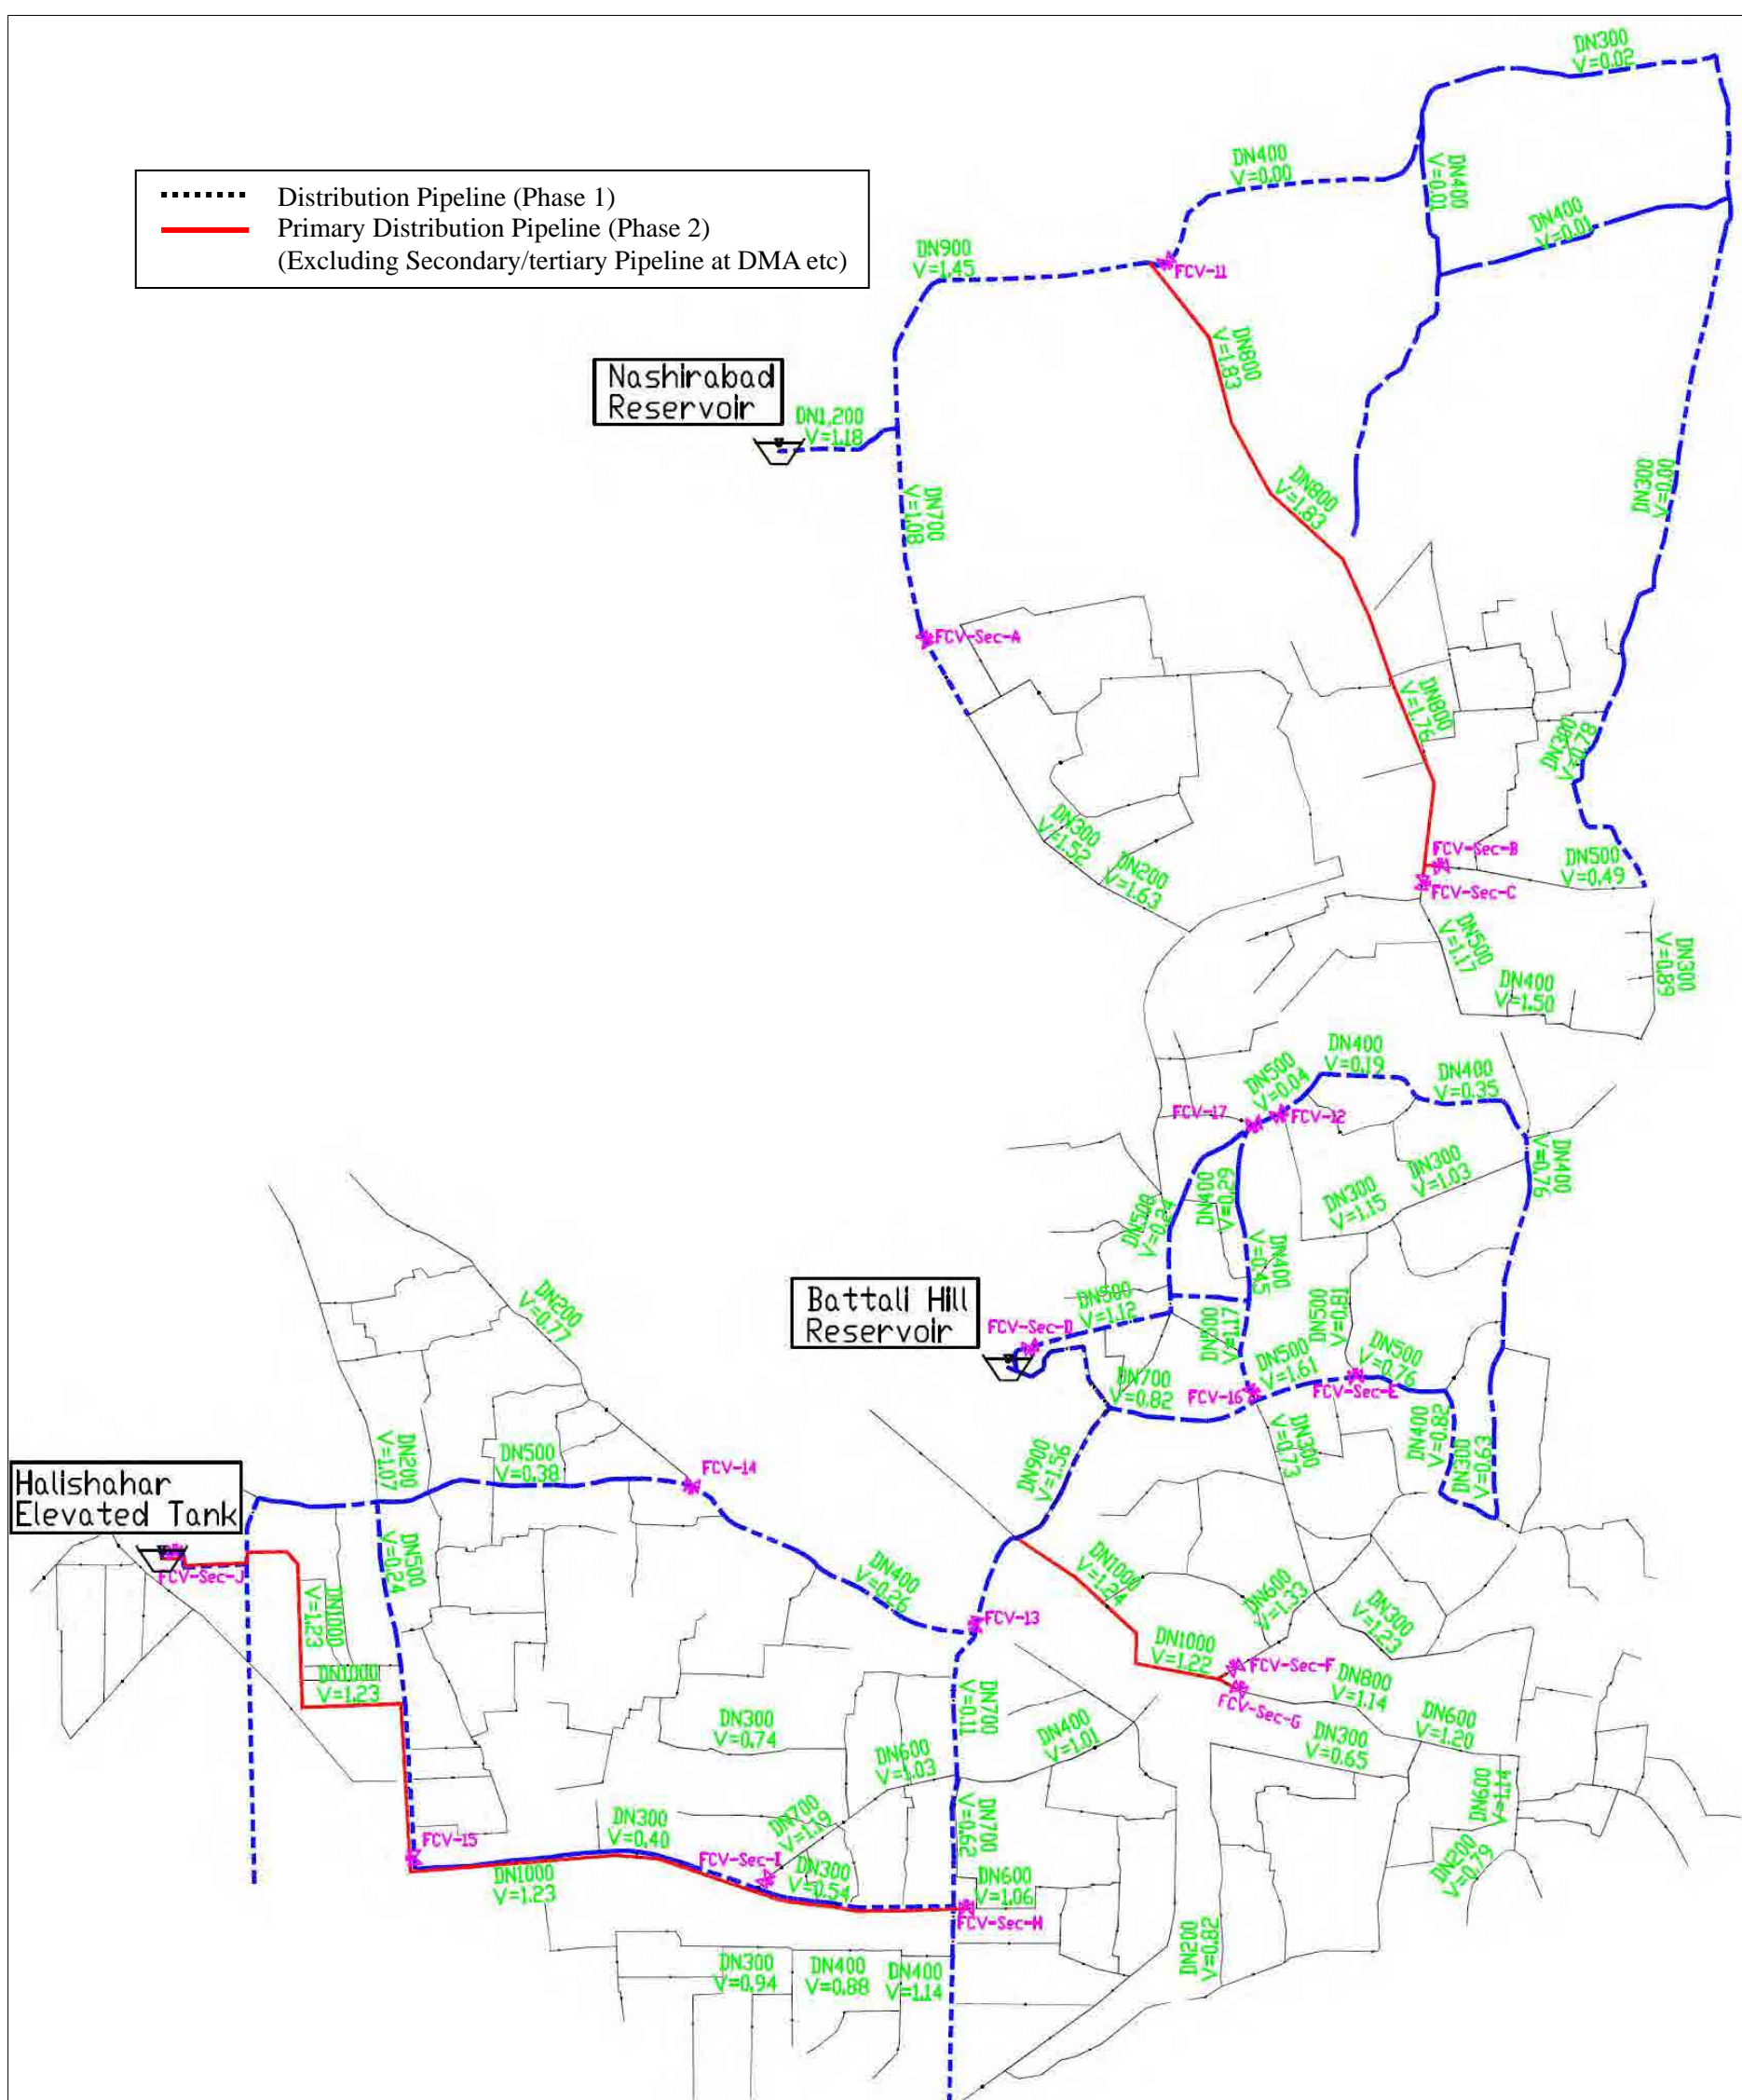 DN300
V=0.02
Distribution Pipeline (Phase 1)
Primary Distribution Pipeline (Phase 2)
(Excluding Secondary/tertiary Pipeline at DMA etc)
DN400
V=0.00
DN400
V=0.01
DN400
V=0.01
DN900
V=1.45
FCV-11
DN800
V=1.83
Nashirabad
Reservoir
DN1,200
V=1.18
DN700
V=1.08
DN800
V=1.83
DN300
V=0.00
FCV-Sec-A
DN800
V=1.76
DN300
V=0.78
DN300
V=1.52
DN200
V=1.63
FCV-Sec-B
DN500
V=0.49
FCV-Sec-C
DN500
V=1.17
DN300
V=0.89
DN400
V=1.50
DN400
V=0.19
DN400
V=0.35
DN500
V=0.04
FCV-17
FCV-12
DN400
V=0.76
DN300
V=1.03
DN300
V=1.15
DN400
V=0.29
DN500
V=0.24
DN400
V=0.45
Battali Hill
Reservoir
DN500
V=1.12
FCV-Sec-D
DN500
V=1.17
DN500
V=0.81
DN500
V=0.76
DN500
V=1.61
FCV-Sec-E
FCV-16
DN700
V=0.82
DN200
V=0.77
DN400
V=0.82
DN300
V=0.63
DN300
V=0.73
DN900
V=1.56
DN200
V=1.07
DN500
V=0.38
FCV-14
Halishahar
Elevated Tank
FCV-Sec-J
DN500
V=0.24
DN1000
V=1.23
DN400
V=0.26
FCV-13
DN1000
V=1.24
DN600
V=1.33
DN300
V=1.23
DN1000
V=1.22
FCV-Sec-F
DN800
V=1.14
FCV-Sec-G
DN1000
V=1.23
DN700
V=0.11
DN300
V=0.74
DN400
V=1.01
DN600
V=1.03
DN600
V=1.20
DN300
V=0.65
DN600
V=1.14
DN700
V=0.62
DN700
V=1.19
DN300
V=0.40
FCV-15
FCV-Sec-I
DN300
V=0.54
DN1000
V=1.23
DN600
V=1.06
FCV-Sec-H
DN200
V=0.79
DN200
V=0.82
DN300
V=0.94
DN400
V=0.88
DN400
V=1.14